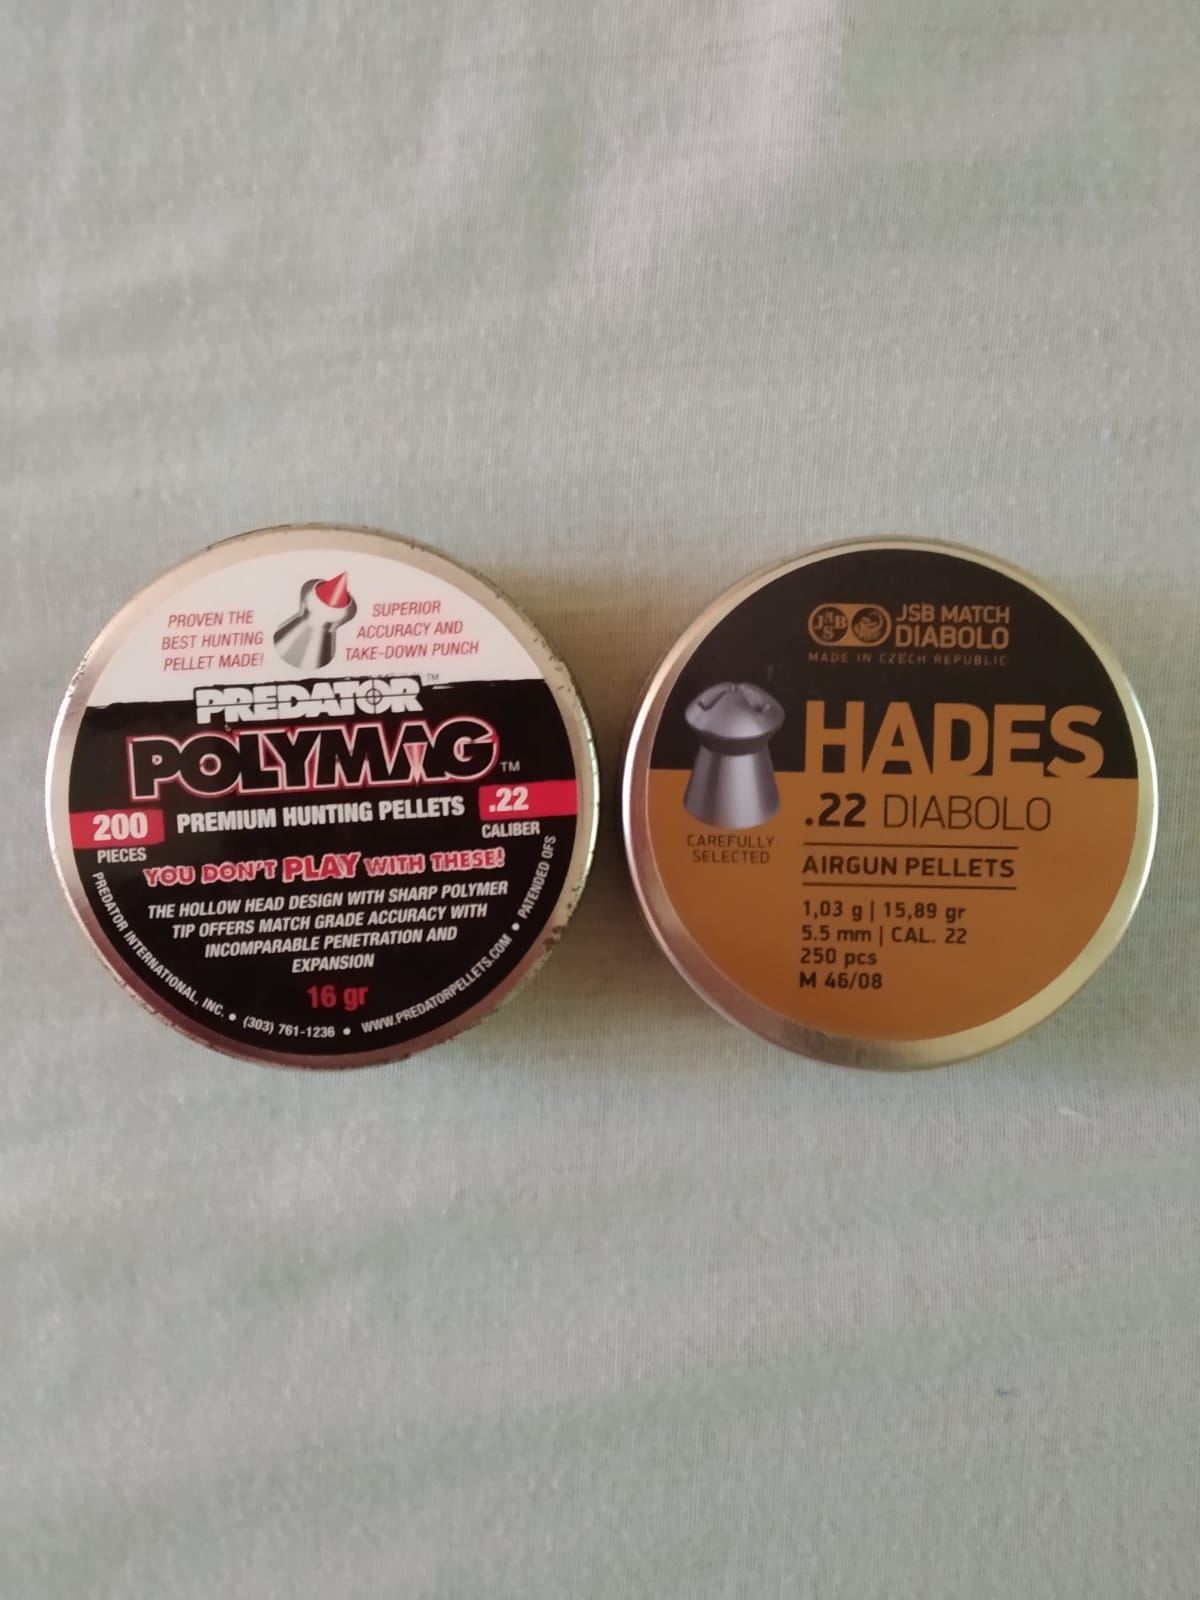 PROVEN THE
BEST HUNTING
PELLET MADE!
SUPERIOR
ACCURACY AND
TAKE-DOWN PUNCH
PREDATOR™
POLYMAG™
200
PIECES
PREMIUM HUNTING PELLETS
.22
CALIBER
YOU DON'T PLAY WITH THESE!
THE HOLLOW HEAD DESIGN WITH SHARP POLYMER
TIP OFFERS MATCH GRADE ACCURACY WITH
INCOMPARABLE PENETRATION AND
EXPANSION
16 gr
PREDATOR INTERNATIONAL, INC. • (303) 761-1236 • WWW.PREDATORPELLETS.COM • PATENDED OFS
JSB
JSB MATCH
DIABOLO
MADE IN CZECH REPUBLIC
HADES
.22 DIABOLO
CAREFULLY
SELECTED
AIRGUN PELLETS
1,03 g | 15,89 gr
5.5 mm | CAL. 22
250 pcs
M 46/08